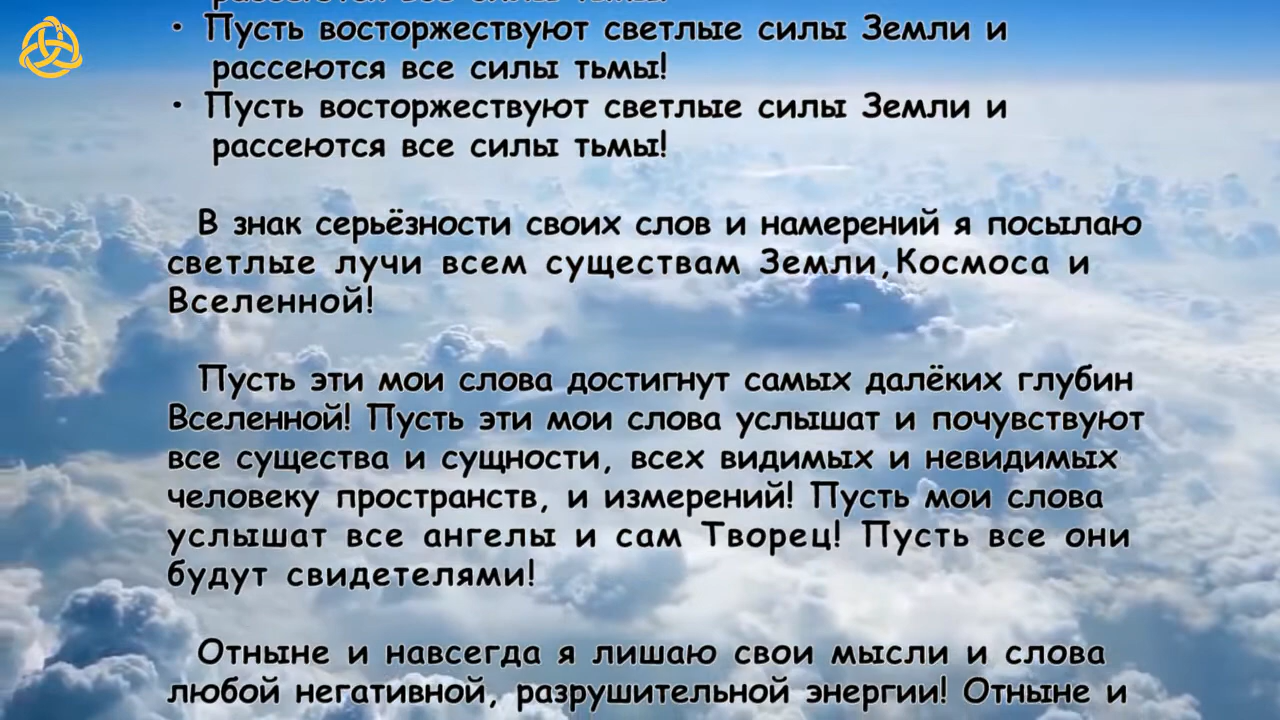 рассеются все силы тьмы!
• Пусть восторжествуют светлые силы Земли и
рассеются все силы тьмы!
• Пусть восторжествуют светлые силы Земли и
рассеются все силы тьмы!
В знак серьёзности своих слов и намерений я посылаю
светлые лучи всем существам Земли,Космоса и
Вселенной!
Пусть эти мои слова достигнут самых далёких глубин
Вселенной! Пусть эти мои слова услышат и почувствуют
все существа и сущности, всех видимых и невидимых
человеку пространств, и измерений! Пусть мои слова
услышат все ангелы и сам Творец! Пусть все они
будут свидетелями!
Отныне и навсегда я лишаю свои мысли и слова
любой негативной, разрушительной энергии! Отныне и